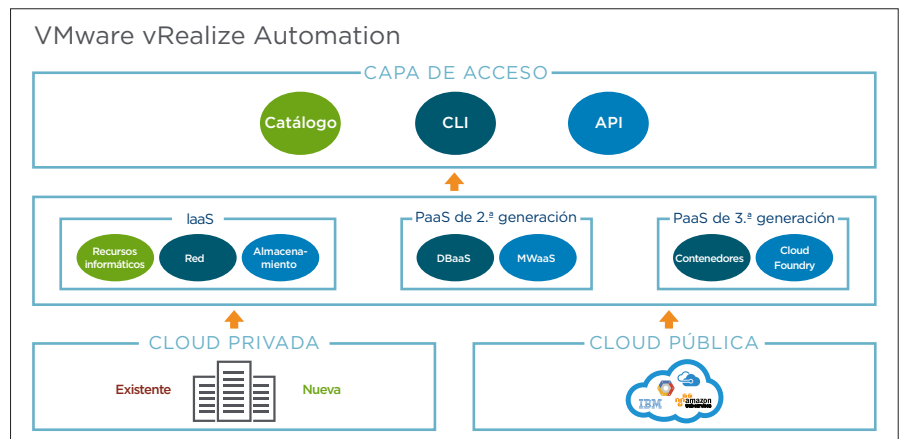 VMware vRealize Automation
CAPA DE ACCESO
Catálogo
CLI
API
IaaS
PaaS de 2.ª generación
PaaS de 3.ª generación
Recursos
informáticos
Red
Almacena-
miento
DBaaS
MWaaS
Contenedores
Cloud
Foundry
CLOUD PRIVADA
CLOUD PÚBLICA
Existente
Nueva
IBM
amazon